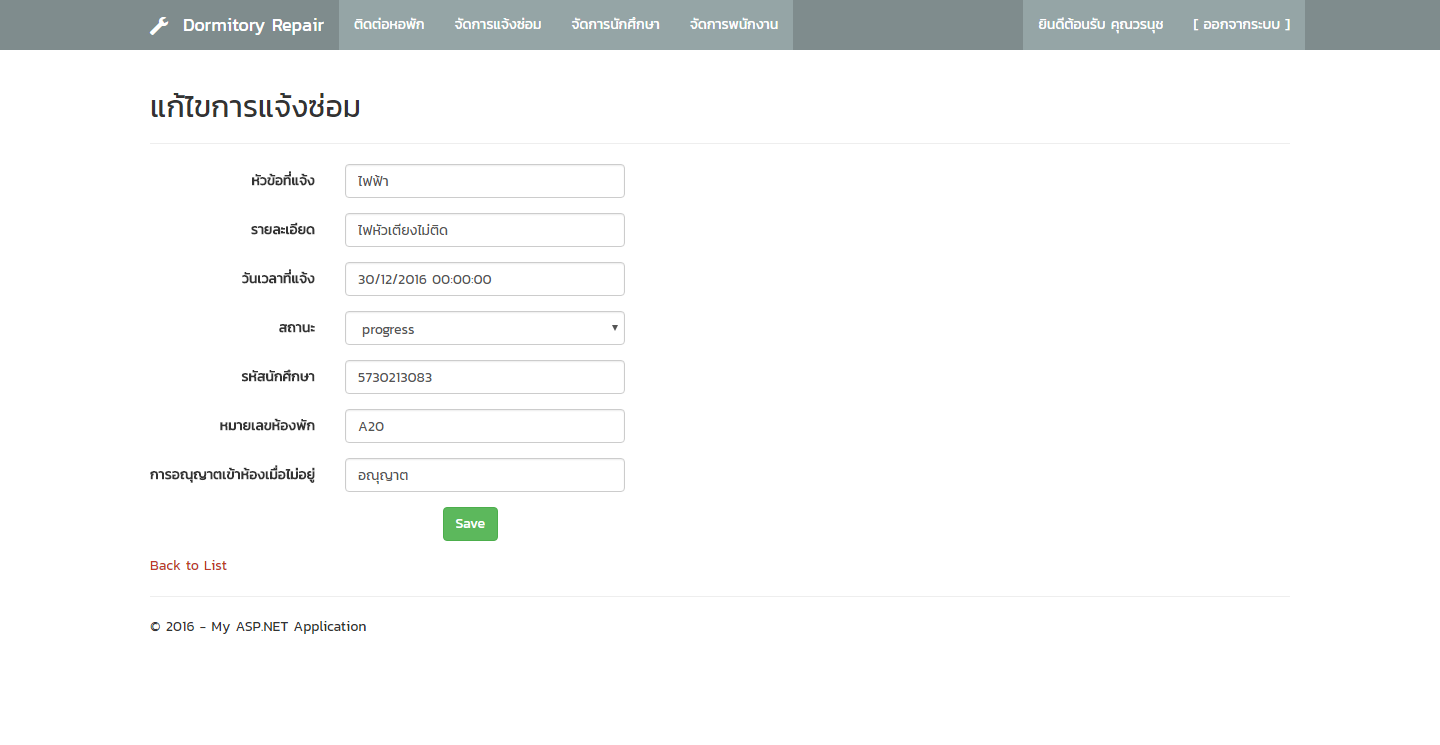 Dormitory Repair ติดต่อหอพัก จัดการแจ้งซ่อม จัดการนักศึกษา จัดการพนักงาน ยินดีต้อนรับ คุณวรนุช [ ออกจากระบบ ]
แก้ไขการแจ้งซ่อม
หัวข้อที่แจ้ง ไฟฟ้า
รายละเอียด ไฟหัวเตียงไม่ติด
วันเวลาที่แจ้ง 30/12/2016 00:00:00
สถานะ progress
รหัสนักศึกษา 5730213083
หมายเลขห้องพัก A20
การอณุญาตเข้าห้องเมื่อไม่อยู่ อณุญาต
Save
Back to List
© 2016 - My ASP.NET Application